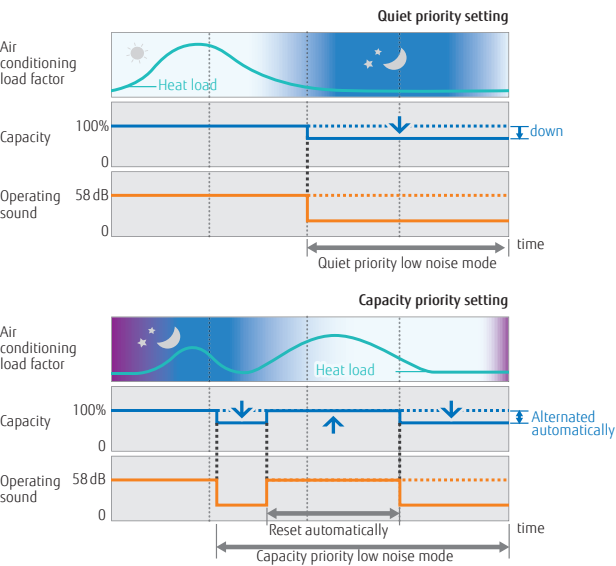 Quiet priority setting
Air
conditioning
load factor
Heat load
Capacity
100%
0
down
Operating
sound
58 dB
0
time
Quiet priority low noise mode
Capacity priority setting
Air
conditioning
load factor
Heat load
Capacity
100%
0
Alternated
automatically
Operating
sound
58 dB
0
time
Reset automatically
Capacity priority low noise mode